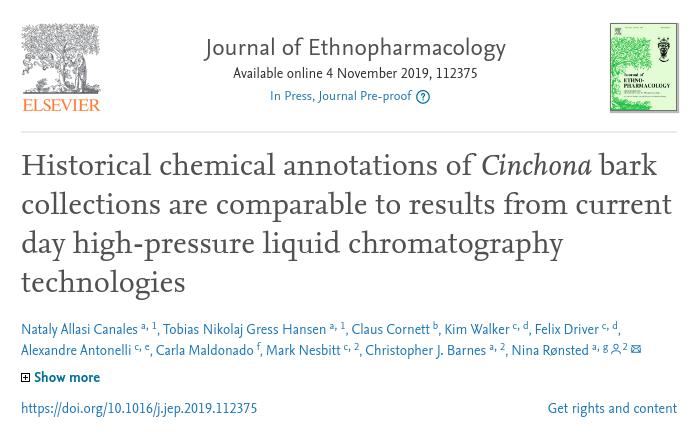 Journal of Ethnopharmacology
Available online 4 November 2019, 112375
In Press, Journal Pre-proof ?
ELSEVIER
Journal of
ETHNO-
PHARMACOLOGY
Historical chemical annotations of Cinchona bark
collections are comparable to results from current
day high-pressure liquid chromatography
technologies
Nataly Allasi Canales a, 1, Tobias Nikolaj Gress Hansen a, 1, Claus Cornett b, Kim Walker c, d, Felix Driver c, d,
Alexandre Antonelli c, e, Carla Maldonado f, Mark Nesbitt c, 2, Christopher J. Barnes a, 2, Nina Rønsted a, g 2
Show more
https://doi.org/10.1016/j.jep.2019.112375
Get rights and content